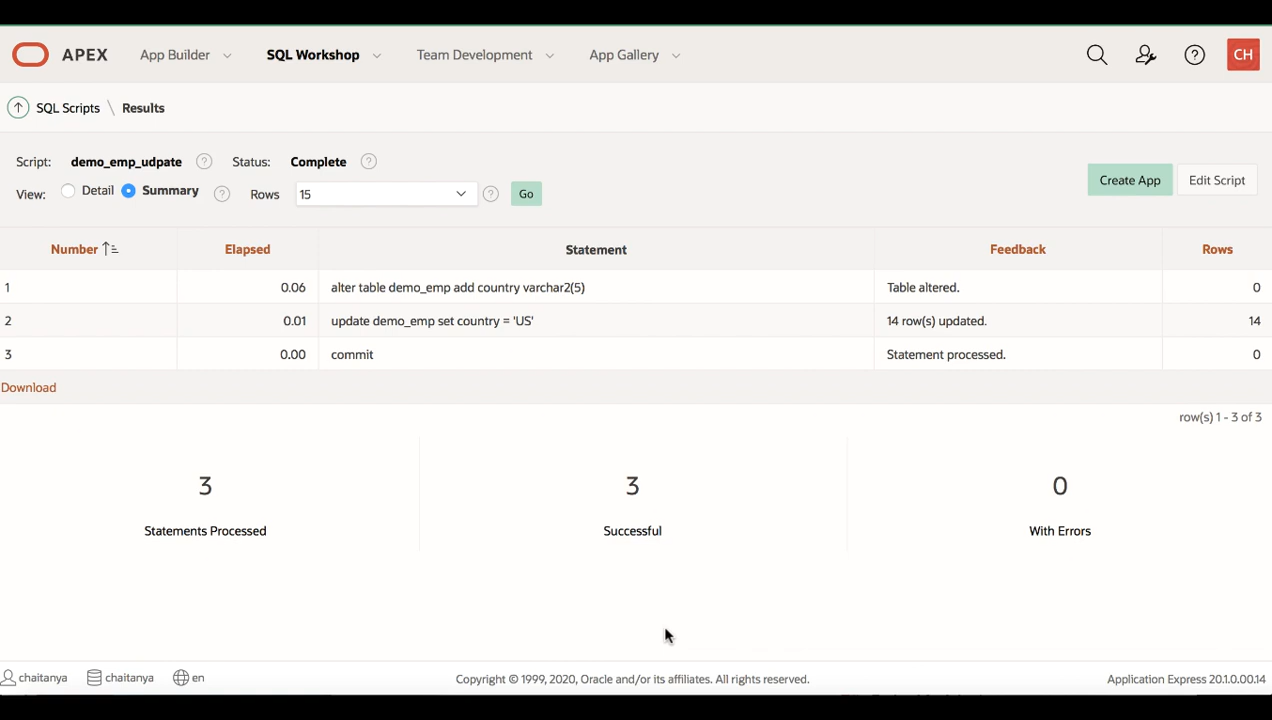 APEX App Builder SQL Workshop Team Development App Gallery ? CH
SQL Scripts \ Results
Script: demo_emp_udpate ? Status: Complete ?
View: Detail Summary ? Rows 15 ? Go
Create App Edit Script
Number Elapsed Statement Feedback Rows
1 0.06 alter table demo_emp add country varchar2(5) Table altered. 0
2 0.01 update demo_emp set country = 'US' 14 row(s) updated. 14
3 0.00 commit Statement processed. 0
Download
row(s) 1 - 3 of 3
3 3 0
Statements Processed Successful With Errors
chaitanya chaitanya en Copyright © 1999, 2020, Oracle and/or its affiliates. All rights reserved. Application Express 20.1.0.00.14